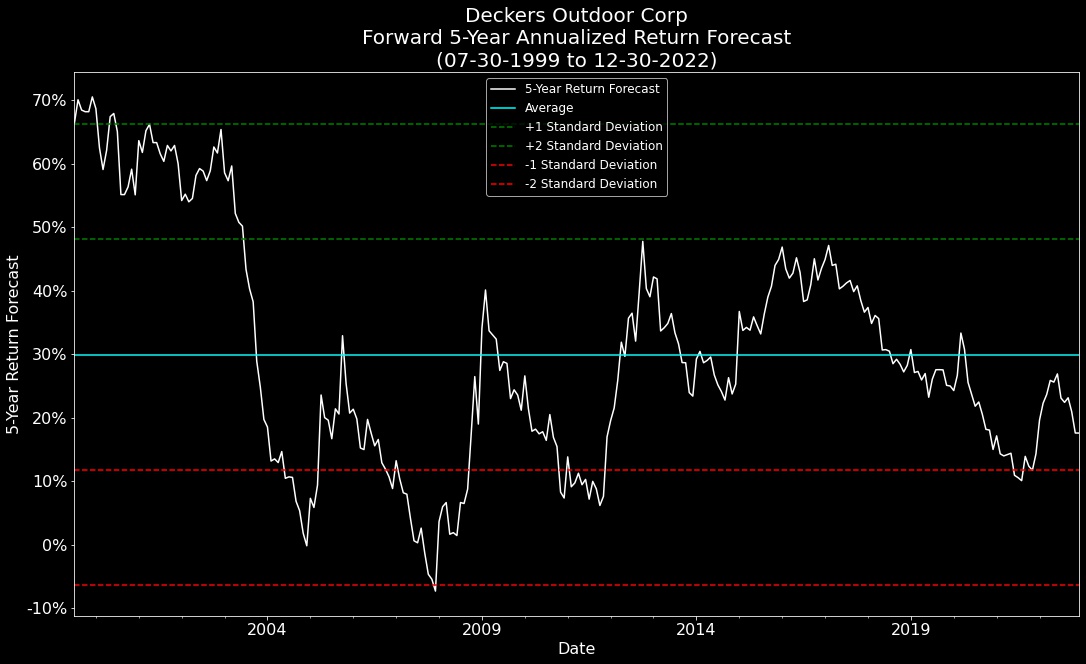 Deckers Outdoor Corp
Forward 5-Year Annualized Return Forecast
(07-30-1999 to 12-30-2022)
5-Year Return Forecast
Average
+1 Standard Deviation
+2 Standard Deviation
-1 Standard Deviation
-2 Standard Deviation
5-Year Return Forecast
70%
60%
50%
40%
30%
20%
10%
0%
-10%
2004
2009
2014
2019
Date